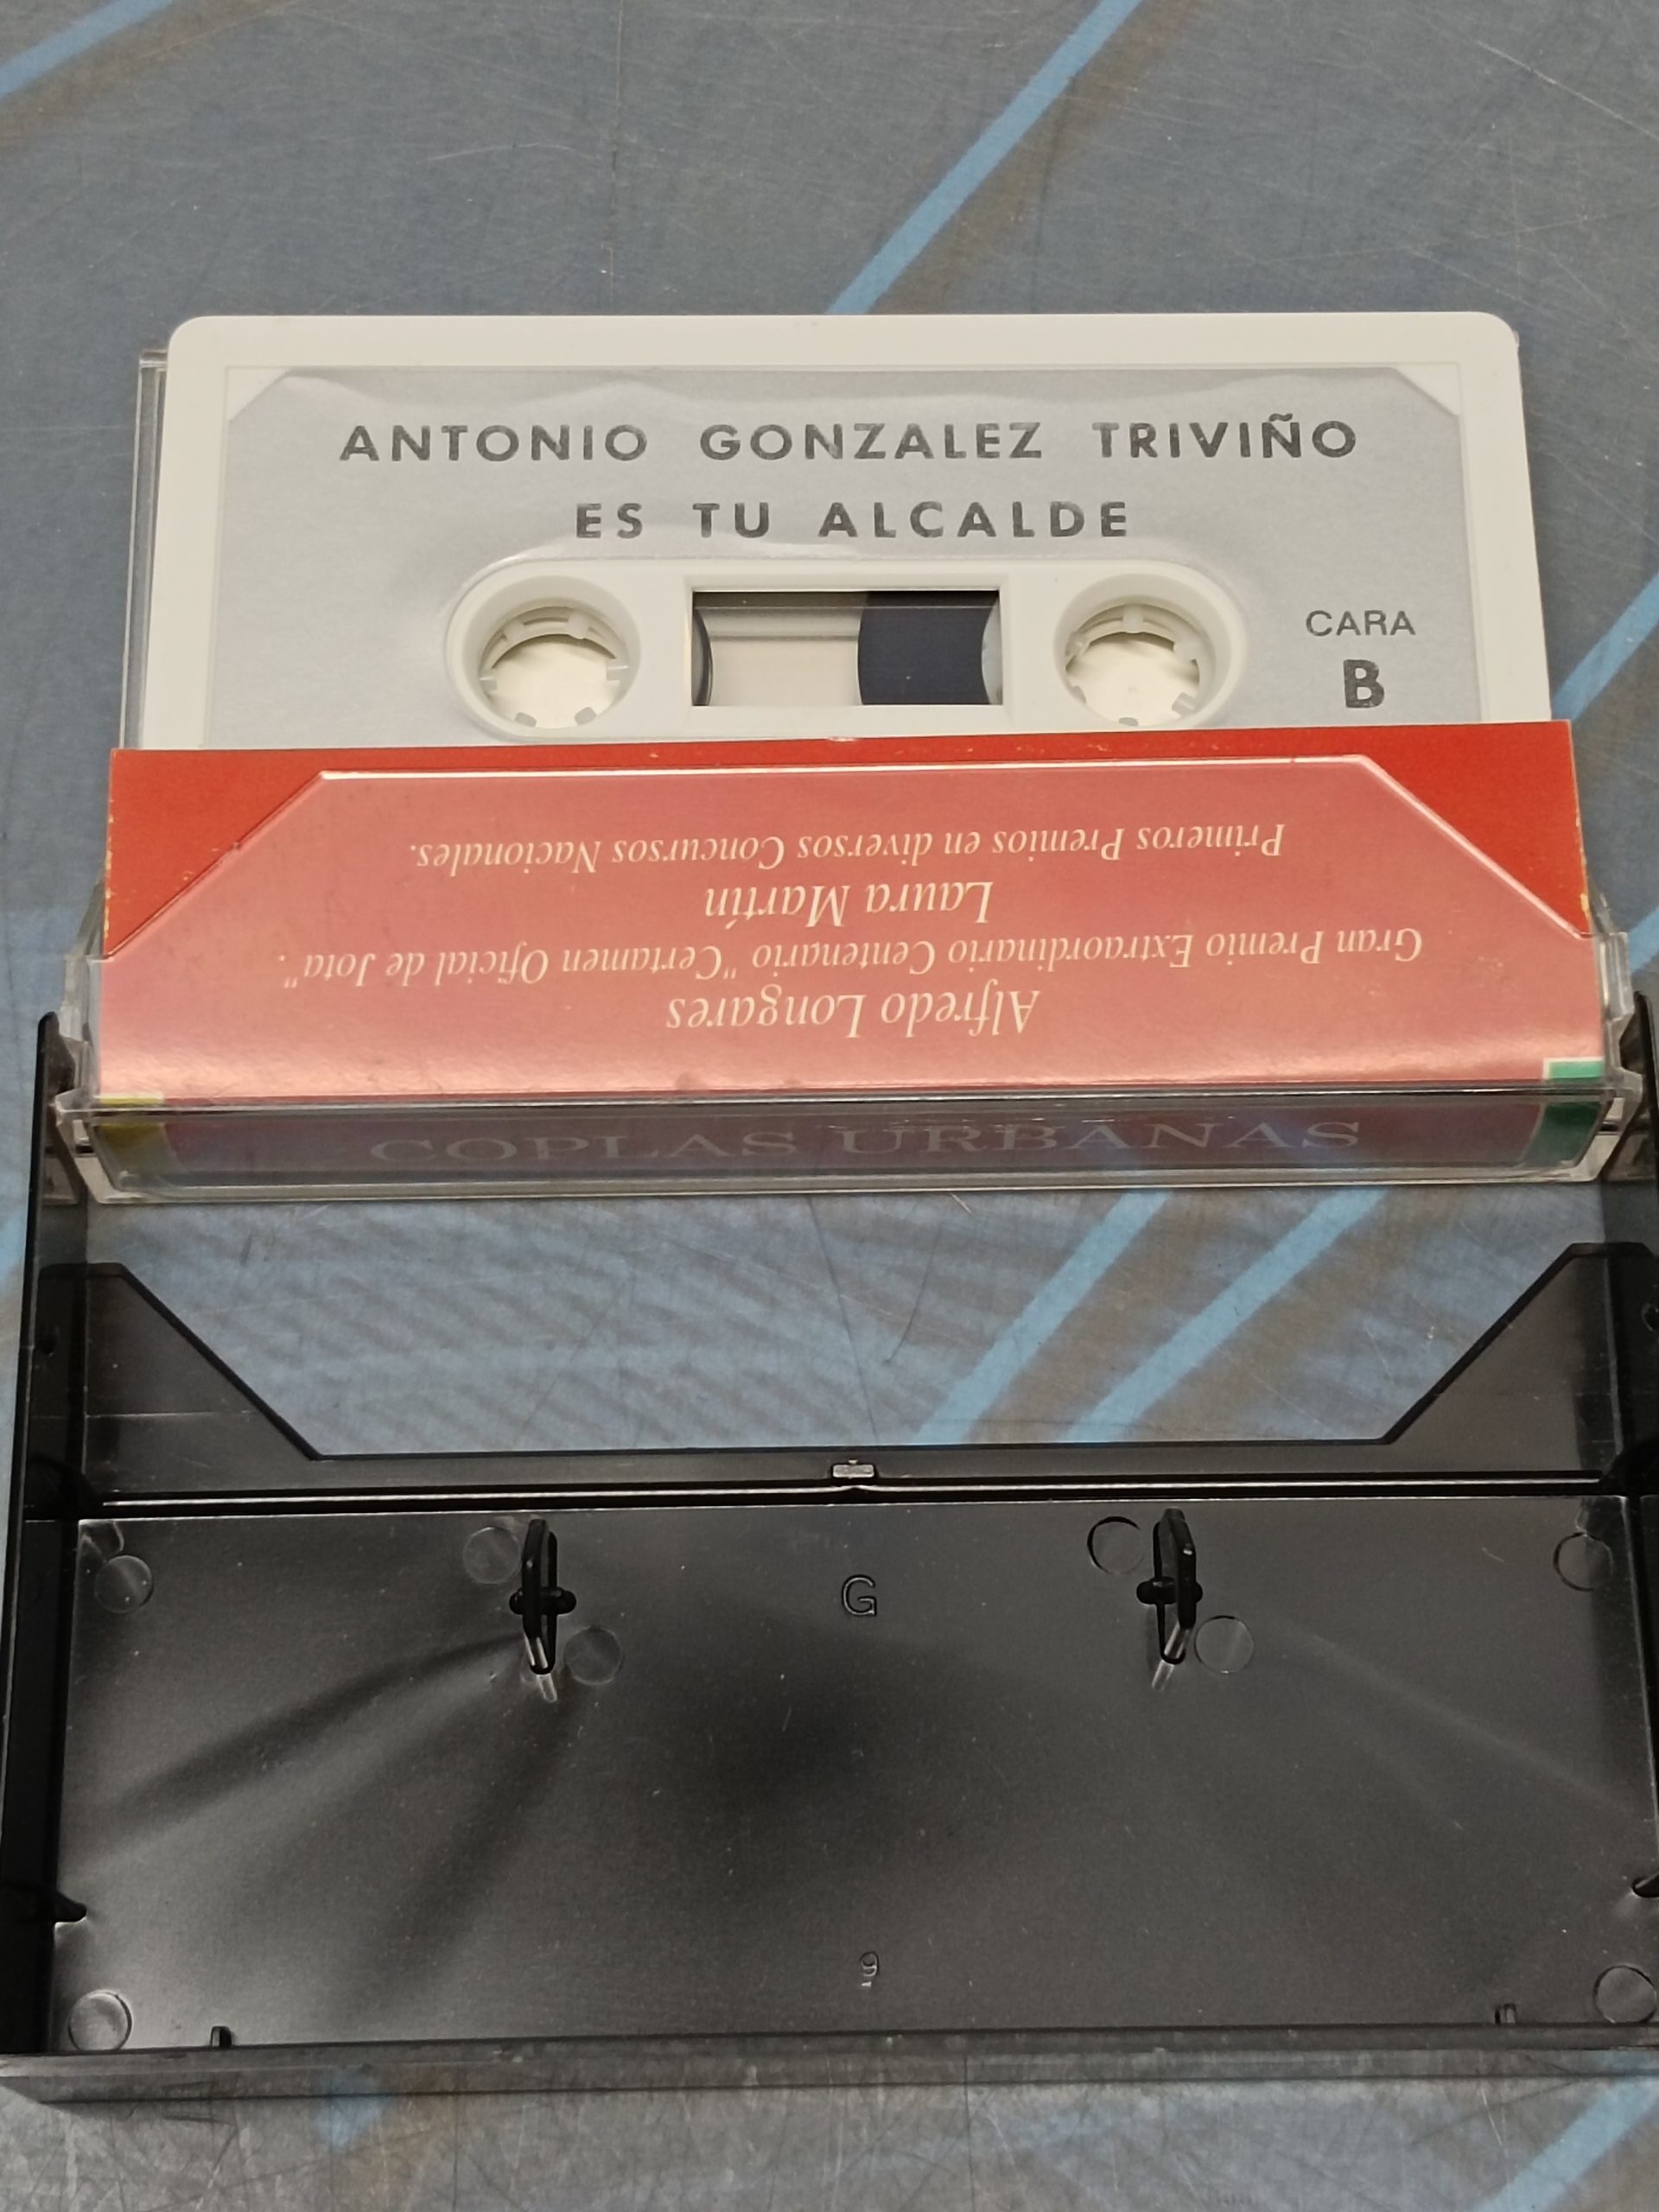 ANTONIO GONZALEZ TRIVIÑO
ES TU ALCALDE
CARA
B
Alfredo Longares
Gran Premio Extraordinario Centenario "Certamen Oficial de Jota".
Laura Martín
Primeros Premios en diversos Concursos Nacionales.
COPLAS URBANAS
G
9